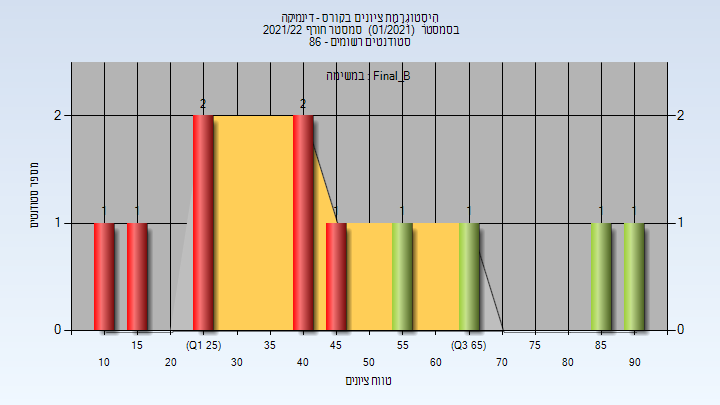 היסטוגרמת ציונים בקורס - דינמיקה
בסמסטר (01/2021) סמסטר חורף 2021/22
סטודנטים רשומים - 86
במשימה : Final_B
מספר סטודנטים
2 2
1 1
0 0
2 2
1 1 1 1 1 1 1
15 (Q1 25) 35 45 55 (Q3 65) 75 85
10 20 30 40 50 60 70 80 90
טווח ציונים